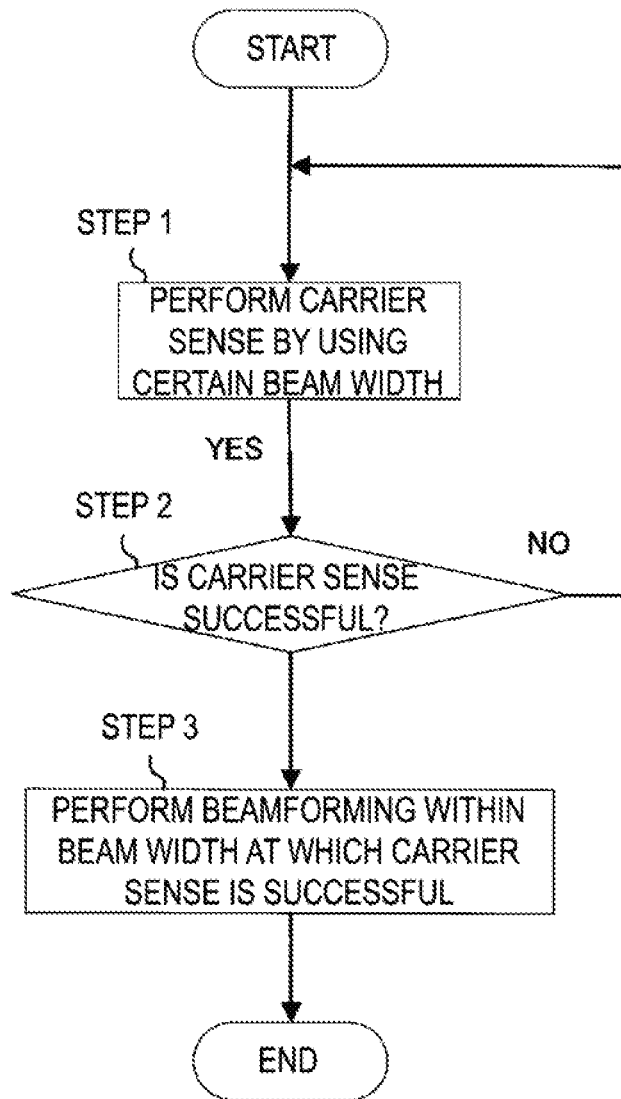 START
STEP 1
PERFORM CARRIER
SENSE BY USING
CERTAIN BEAM WIDTH
YES
STEP 2
IS CARRIER SENSE
SUCCESSFUL?
NO
STEP 3
PERFORM BEAMFORMING WITHIN
BEAM WIDTH AT WHICH CARRIER
SENSE IS SUCCESSFUL
END